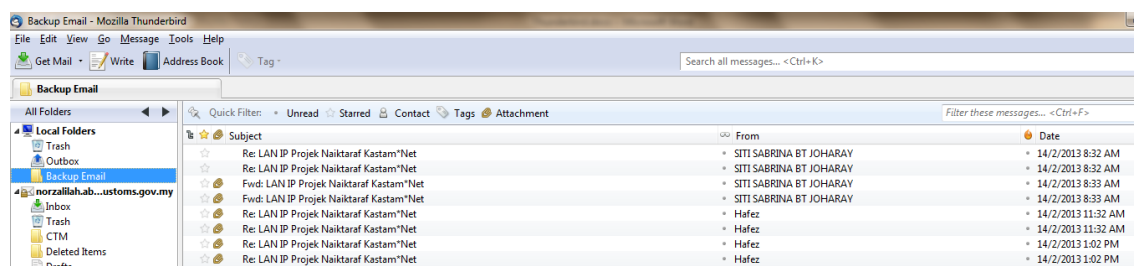 Backup Email - Mozilla Thunderbird
File Edit View Go Message Tools Help
Get Mail Write Address Book Tag Search all messages... <Ctrl+K>
Backup Email
All Folders Quick Filter: Unread Starred Contact Tags Attachment Filter these messages... <Ctrl+F>
Local Folders Subject From Date
Trash Re: LAN IP Projek Naiktaraf Kastam*Net SITI SABRINA BT JOHARAY 14/2/2013 8:32 AM
Outbox Re: LAN IP Projek Naiktaraf Kastam*Net SITI SABRINA BT JOHARAY 14/2/2013 8:32 AM
Backup Email Fwd: LAN IP Projek Naiktaraf Kastam*Net SITI SABRINA BT JOHARAY 14/2/2013 8:33 AM
norzalilah.ab...ustoms.gov.my Fwd: LAN IP Projek Naiktaraf Kastam*Net SITI SABRINA BT JOHARAY 14/2/2013 8:33 AM
Inbox Re: LAN IP Projek Naiktaraf Kastam*Net Hafez 14/2/2013 11:32 AM
Trash Re: LAN IP Projek Naiktaraf Kastam*Net Hafez 14/2/2013 11:32 AM
CTM Re: LAN IP Projek Naiktaraf Kastam*Net Hafez 14/2/2013 1:02 PM
Deleted Items Re: LAN IP Projek Naiktaraf Kastam*Net Hafez 14/2/2013 1:02 PM